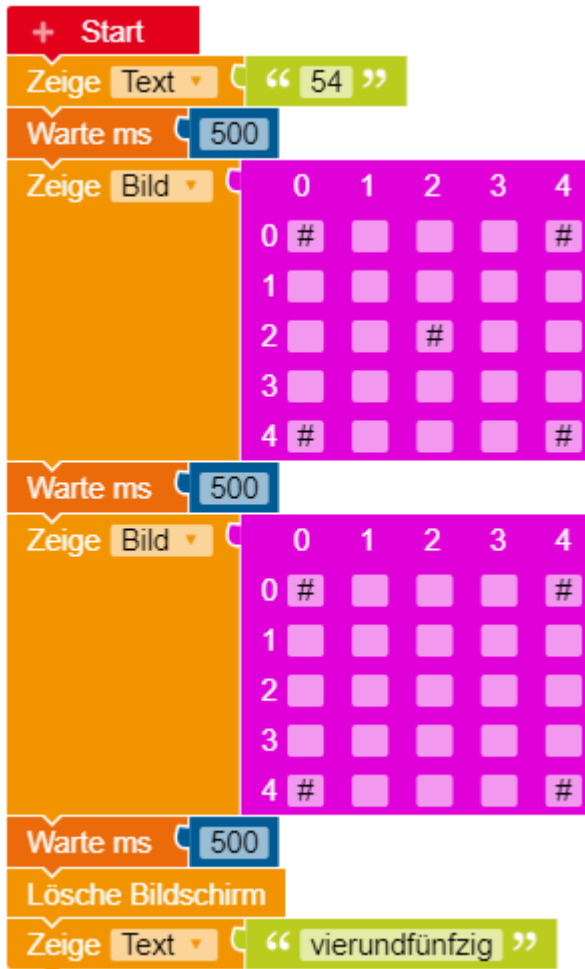 + Start
Zeige Text “ 54 ”
Warte ms 500
Zeige Bild 0 1 2 3 4
0 # #
1
2 #
3
4 # #
Warte ms 500
Zeige Bild 0 1 2 3 4
0 # #
1
2
3
4 # #
Warte ms 500
Lösche Bildschirm
Zeige Text “ vierundfünfzig ”